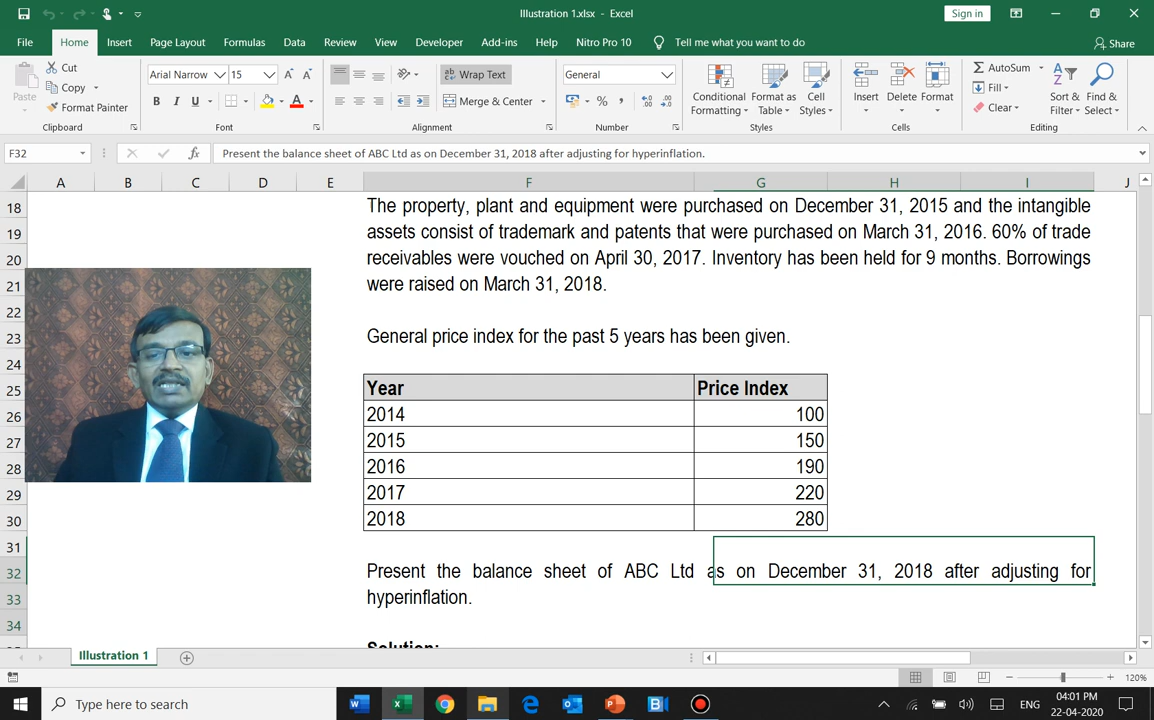 Illustration 1.xlsx - Excel
Sign in
File Home Insert Page Layout Formulas Data Review View Developer Add-ins Help Nitro Pro 10 Tell me what you want to do Share
Paste
Cut
Copy
Format Painter
Clipboard
Arial Narrow 15 A A
B I U A
Font
ab Wrap Text
Merge & Center
Alignment
General
% ,
Number
Conditional Formatting
Format as Table
Cell Styles
Styles
Insert Delete Format
Cells
AutoSum
Fill
Clear
Sort & Filter
Find & Select
Editing
F32 fx Present the balance sheet of ABC Ltd as on December 31, 2018 after adjusting for hyperinflation.
A B C D E F G H I J
18 The property, plant and equipment were purchased on December 31, 2015 and the intangible
19 assets consist of trademark and patents that were purchased on March 31, 2016. 60% of trade
20 receivables were vouched on April 30, 2017. Inventory has been held for 9 months. Borrowings
21 were raised on March 31, 2018.
22
23 General price index for the past 5 years has been given.
24
25 Year Price Index
26 2014 100
27 2015 150
28 2016 190
29 2017 220
30 2018 280
31
32 Present the balance sheet of ABC Ltd as on December 31, 2018 after adjusting for
33 hyperinflation.
34
Solution:
Illustration 1
120%
Type here to search
ENG
04:01 PM
22-04-2020